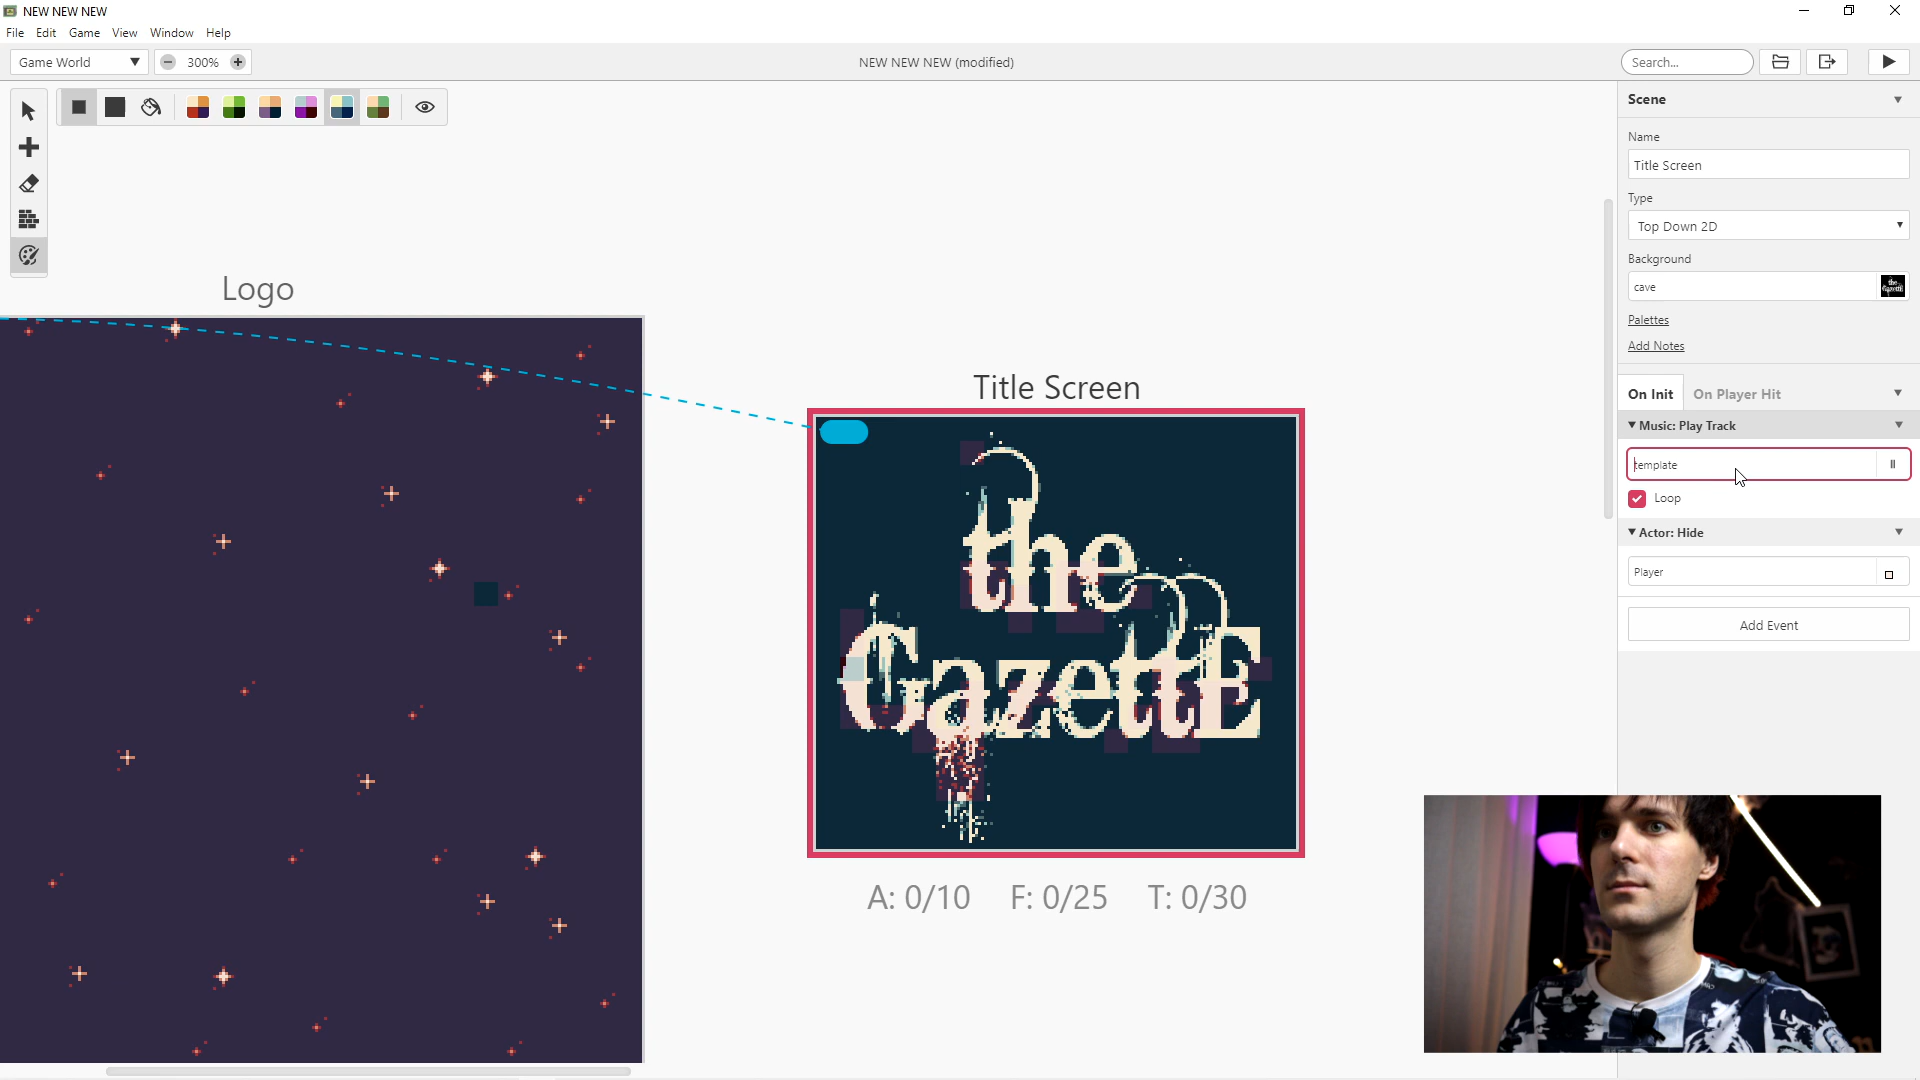 NEW NEW NEW
File Edit Game View Window Help
Game World
300%
NEW NEW NEW (modified)
Search...
Scene
Name
Title Screen
Type
Top Down 2D
Background
cave
Palettes
Add Notes
On Init On Player Hit
Music: Play Track
template
Loop
Actor: Hide
Player
Add Event
Logo
Title Screen
the
GazettE
A: 0/10 F: 0/25 T: 0/30